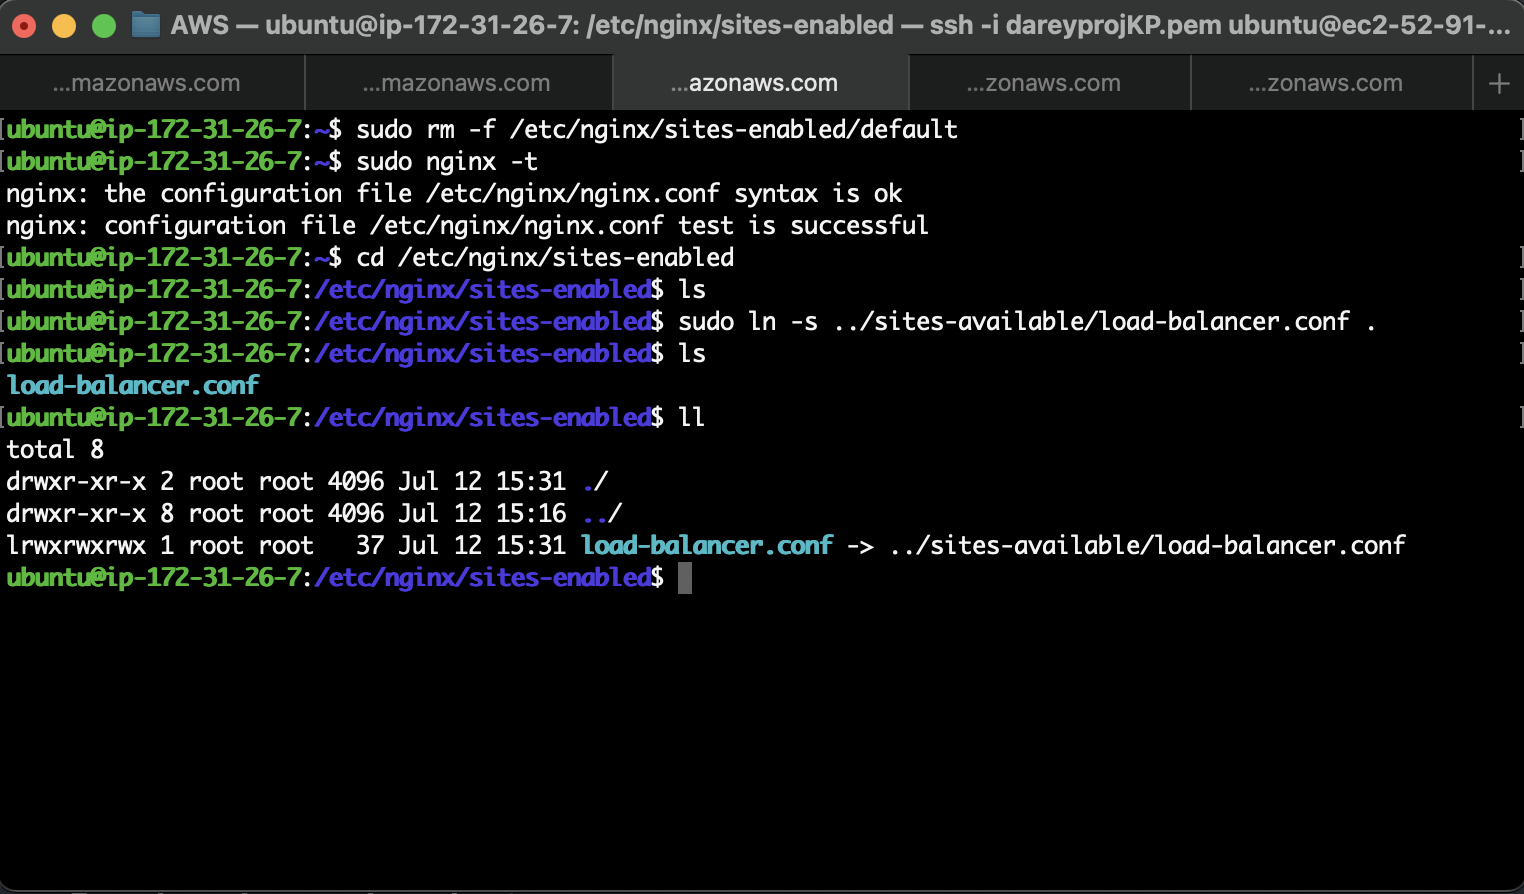 AWS — ubuntu@ip-172-31-26-7: /etc/nginx/sites-enabled — ssh -i dareyprojKP.pem ubuntu@ec2-52-91-...
...mazonaws.com ...mazonaws.com ...azonaws.com ...zonaws.com ...zonaws.com +
[ubuntu@ip-172-31-26-7:~$ sudo rm -f /etc/nginx/sites-enabled/default ]
[ubuntu@ip-172-31-26-7:~$ sudo nginx -t ]
nginx: the configuration file /etc/nginx/nginx.conf syntax is ok
nginx: configuration file /etc/nginx/nginx.conf test is successful
[ubuntu@ip-172-31-26-7:~$ cd /etc/nginx/sites-enabled ]
[ubuntu@ip-172-31-26-7:/etc/nginx/sites-enabled$ ls ]
[ubuntu@ip-172-31-26-7:/etc/nginx/sites-enabled$ sudo ln -s ../sites-available/load-balancer.conf . ]
[ubuntu@ip-172-31-26-7:/etc/nginx/sites-enabled$ ls ]
load-balancer.conf
[ubuntu@ip-172-31-26-7:/etc/nginx/sites-enabled$ ll ]
total 8
drwxr-xr-x 2 root root 4096 Jul 12 15:31 ./
drwxr-xr-x 8 root root 4096 Jul 12 15:16 ../
lrwxrwxrwx 1 root root   37 Jul 12 15:31 load-balancer.conf -> ../sites-available/load-balancer.conf
ubuntu@ip-172-31-26-7:/etc/nginx/sites-enabled$